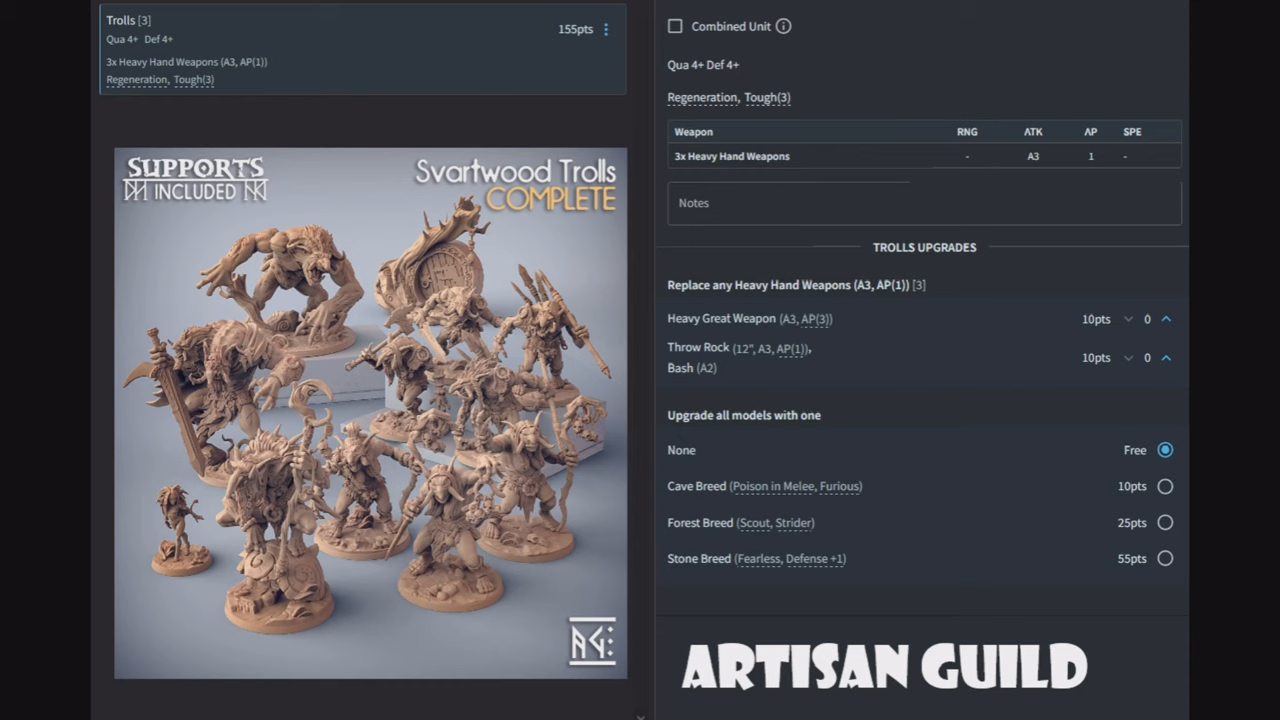 Trolls [3]
155pts
Qua 4+ Def 4+
3x Heavy Hand Weapons (A3, AP(1))
Regeneration, Tough(3)
SUPPORTS
INCLUDED
Svartwood Trolls
COMPLETE
Combined Unit
Qua 4+ Def 4+
Regeneration, Tough(3)
Weapon RNG ATK AP SPE
3x Heavy Hand Weapons - A3 1 -
Notes
TROLLS UPGRADES
Replace any Heavy Hand Weapons (A3, AP(1)) [3]
Heavy Great Weapon (A3, AP(3)) 10pts 0
Throw Rock (12", A3, AP(1)), 10pts 0
Bash (A2)
Upgrade all models with one
None Free
Cave Breed (Poison in Melee, Furious) 10pts
Forest Breed (Scout, Strider) 25pts
Stone Breed (Fearless, Defense +1) 55pts
ARTISAN GUILD